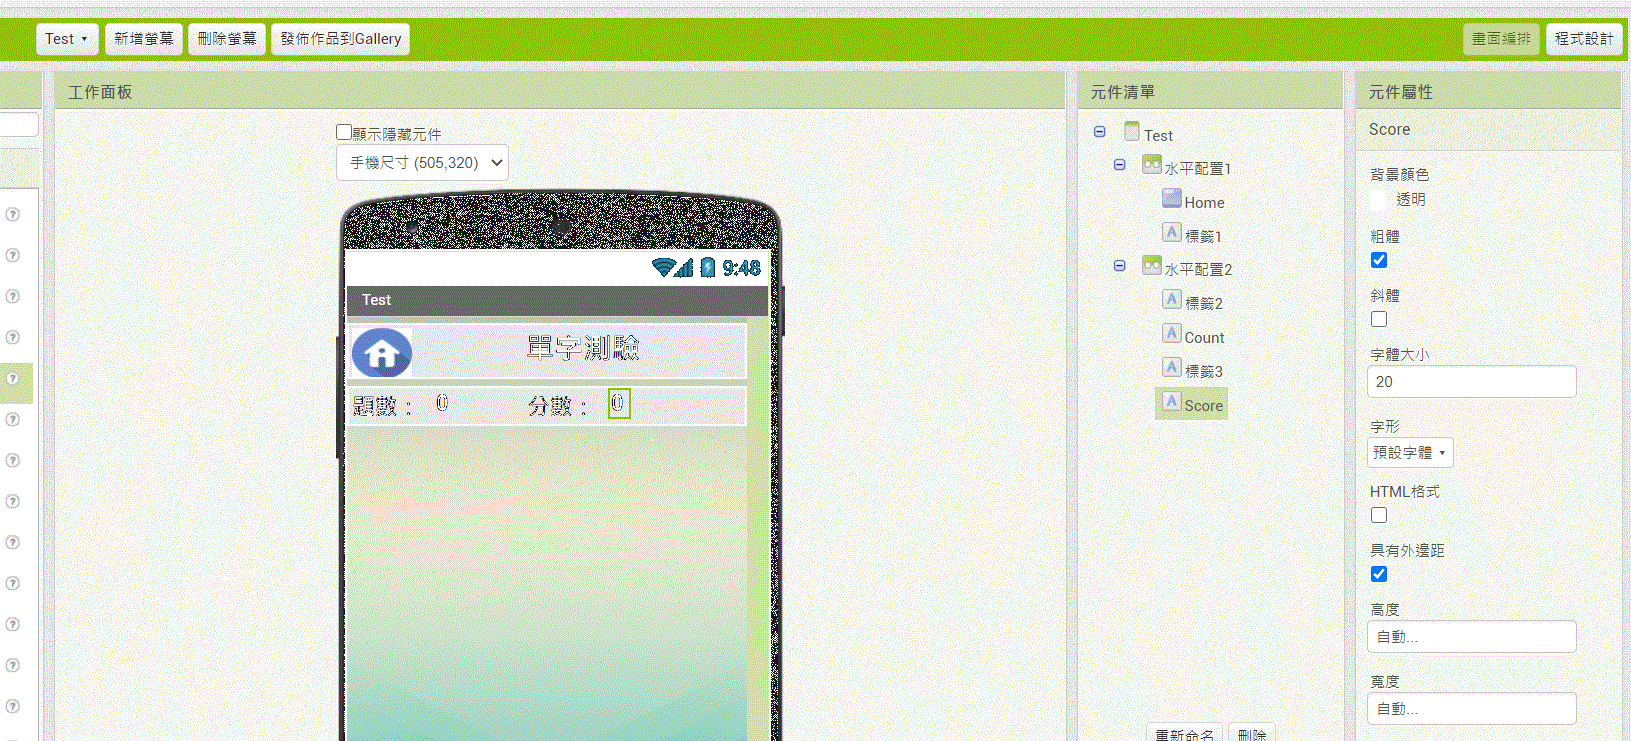 Test ▾ 新增螢幕 刪除螢幕 發佈作品到Gallery 畫面編排 程式設計
工作面板
顯示隱藏元件
手機尺寸 (505,320)
9:48
Test
單字測驗
題數： 0 分數： 0
元件清單
Test
水平配置1
Home
標籤1
水平配置2
標籤2
Count
標籤3
Score
重新命名 刪除
元件屬性
Score
背景顏色
透明
粗體
斜體
字體大小
20
字形
預設字體 ▾
HTML格式
具有外邊距
高度
自動...
寬度
自動...